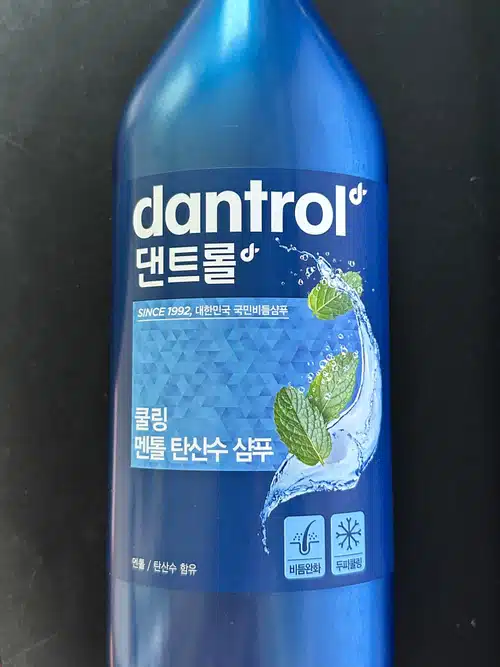 dantrol
댄트롤
SINCE 1992, 대한민국 국민비듬샴푸
쿨링
멘톨 탄산수 샴푸
비듬완화
두피쿨링
멘톨 / 탄산수 함유